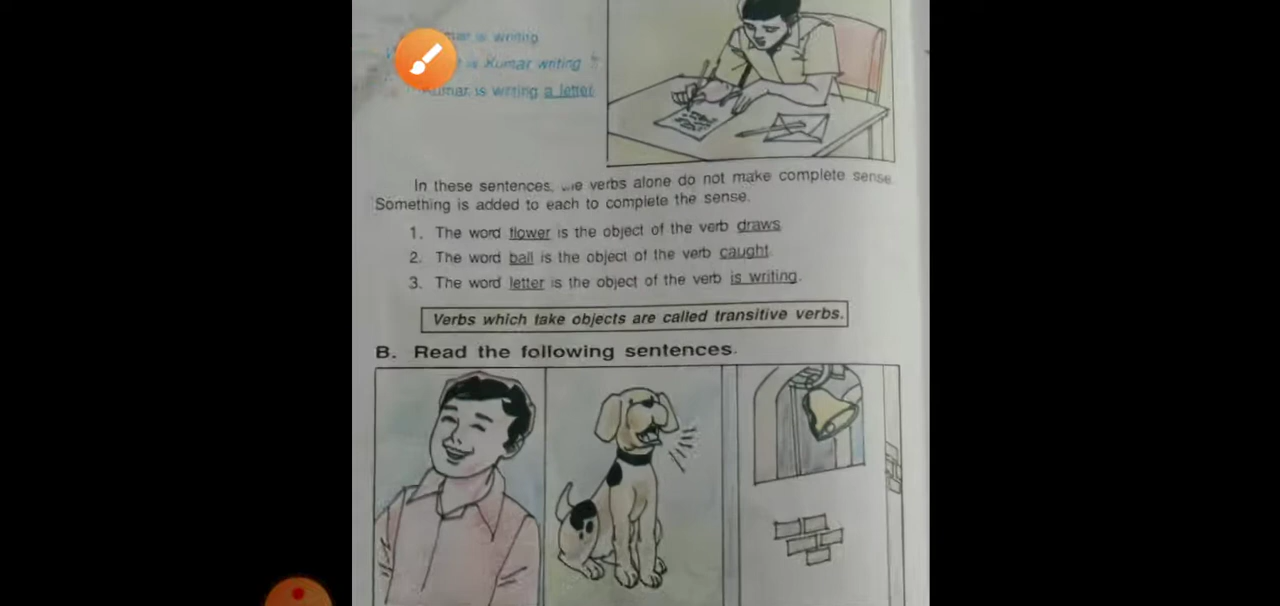 is writing
is Kumar writing ?
Kumar is writing a letter
In these sentences, verbs alone do not make complete sense.
Something is added to each to complete the sense.
1. The word flower is the object of the verb draws
2. The word ball is the object of the verb caught.
3. The word letter is the object of the verb is writing.
Verbs which take objects are called transitive verbs.
B. Read the following sentences.